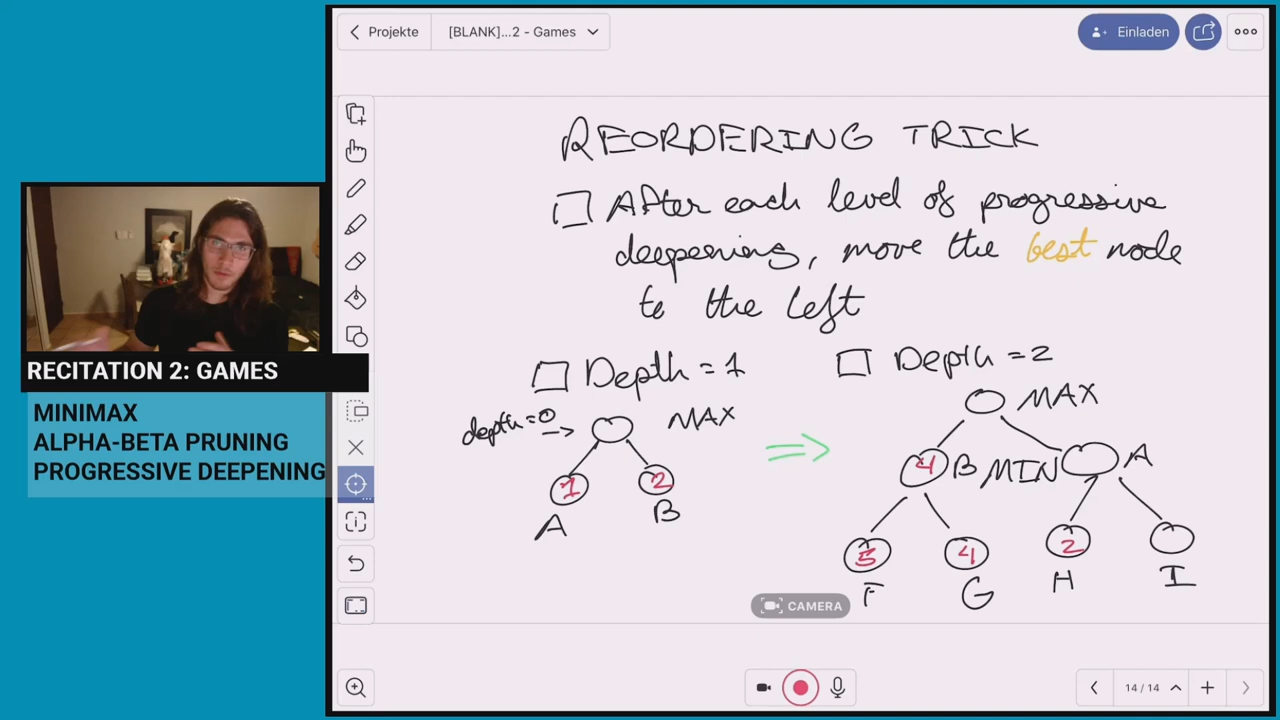 Projekte
[BLANK]...2 - Games
Einladen
REORDERING TRICK
After each level of progressive
deepening, move the best node
to the left
Depth = 1
Depth = 2
depth = 0
MAX
1
2
A
B
MAX
4
B
MIN
A
5
4
2
F
G
H
I
RECITATION 2: GAMES
MINIMAX
ALPHA-BETA PRUNING
PROGRESSIVE DEEPENING
CAMERA
14 / 14